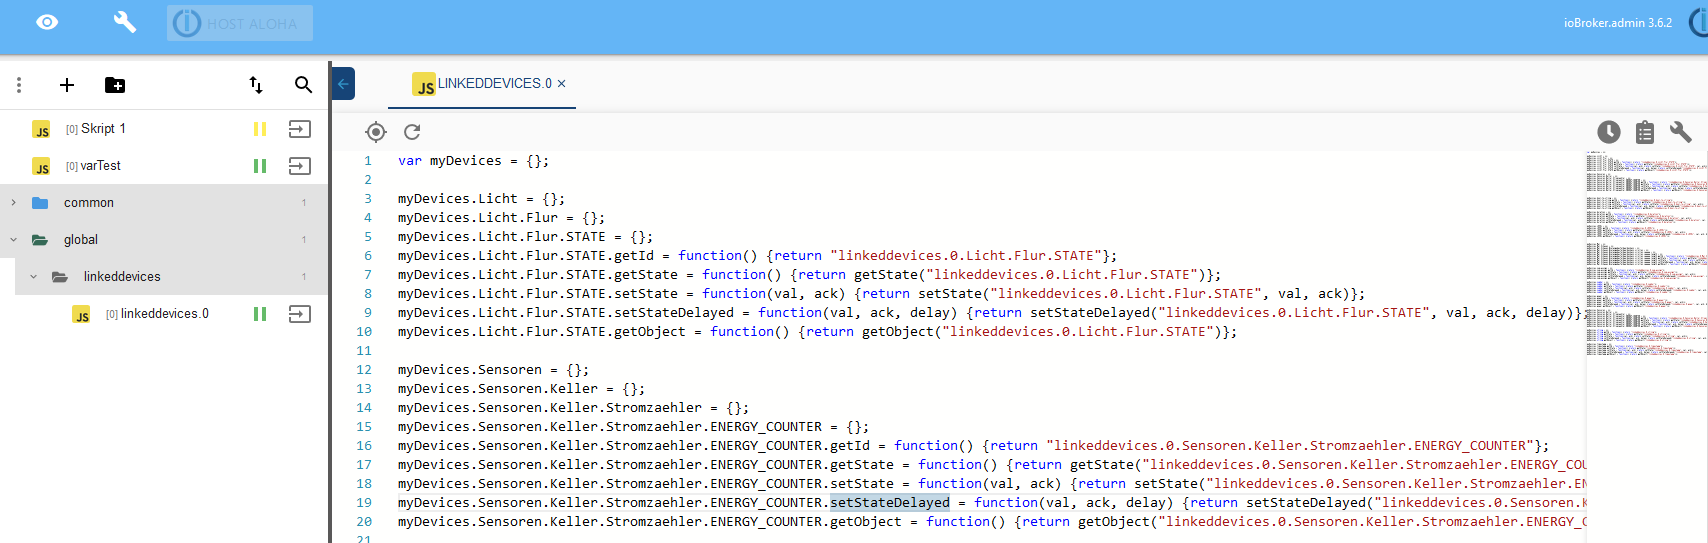 HOST ALOHA
ioBroker.admin 3.6.2
JS LINKEDDEVICES.0 ×
JS [0] Skript 1
JS [0] varTest
common 1
global 1
linkeddevices 1
JS [0] linkeddevices.0
1 var myDevices = {};
2
3 myDevices.Licht = {};
4 myDevices.Licht.Flur = {};
5 myDevices.Licht.Flur.STATE = {};
6 myDevices.Licht.Flur.STATE.getId = function() {return "linkeddevices.0.Licht.Flur.STATE"};
7 myDevices.Licht.Flur.STATE.getState = function() {return getState("linkeddevices.0.Licht.Flur.STATE")};
8 myDevices.Licht.Flur.STATE.setState = function(val, ack) {return setState("linkeddevices.0.Licht.Flur.STATE", val, ack)};
9 myDevices.Licht.Flur.STATE.setStateDelayed = function(val, ack, delay) {return setStateDelayed("linkeddevices.0.Licht.Flur.STATE", val, ack, delay)};
10 myDevices.Licht.Flur.STATE.getObject = function() {return getObject("linkeddevices.0.Licht.Flur.STATE")};
11
12 myDevices.Sensoren = {};
13 myDevices.Sensoren.Keller = {};
14 myDevices.Sensoren.Keller.Stromzaehler = {};
15 myDevices.Sensoren.Keller.Stromzaehler.ENERGY_COUNTER = {};
16 myDevices.Sensoren.Keller.Stromzaehler.ENERGY_COUNTER.getId = function() {return "linkeddevices.0.Sensoren.Keller.Stromzaehler.ENERGY_COUNTER"};
17 myDevices.Sensoren.Keller.Stromzaehler.ENERGY_COUNTER.getState = function() {return getState("linkeddevices.0.Sensoren.Keller.Stromzaehler.ENERGY_COU
18 myDevices.Sensoren.Keller.Stromzaehler.ENERGY_COUNTER.setState = function(val, ack) {return setState("linkeddevices.0.Sensoren.Keller.Stromzaehler.EN
19 myDevices.Sensoren.Keller.Stromzaehler.ENERGY_COUNTER.setStateDelayed = function(val, ack, delay) {return setStateDelayed("linkeddevices.0.Sensoren.K
20 myDevices.Sensoren.Keller.Stromzaehler.ENERGY_COUNTER.getObject = function() {return getObject("linkeddevices.0.Sensoren.Keller.Stromzaehler.ENERGY_C
21